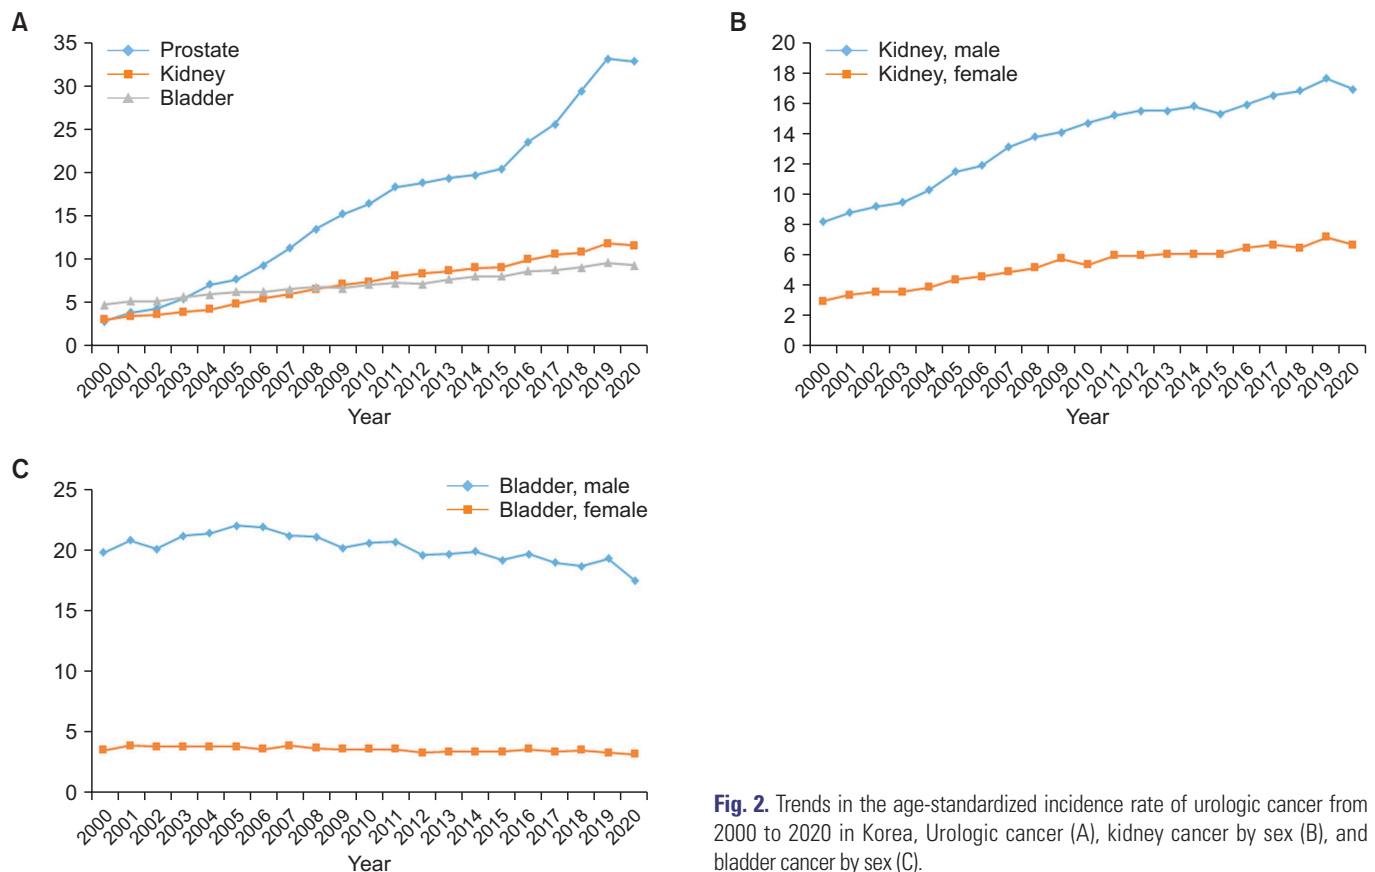 A
35
30
25
20
15
10
5
0
Prostate
Kidney
Bladder
2000 2001 2002 2003 2004 2005 2006 2007 2008 2009 2010 2011 2012 2013 2014 2015 2016 2017 2018 2019 2020
Year
B
20
18
16
14
12
10
8
6
4
2
0
Kidney, male
Kidney, female
2000 2001 2002 2003 2004 2005 2006 2007 2008 2009 2010 2011 2012 2013 2014 2015 2016 2017 2018 2019 2020
Year
C
25
20
15
10
5
0
Bladder, male
Bladder, female
2000 2001 2002 2003 2004 2005 2006 2007 2008 2009 2010 2011 2012 2013 2014 2015 2016 2017 2018 2019 2020
Year
Fig. 2. Trends in the age-standardized incidence rate of urologic cancer from
2000 to 2020 in Korea, Urologic cancer (A), kidney cancer by sex (B), and
bladder cancer by sex (C).